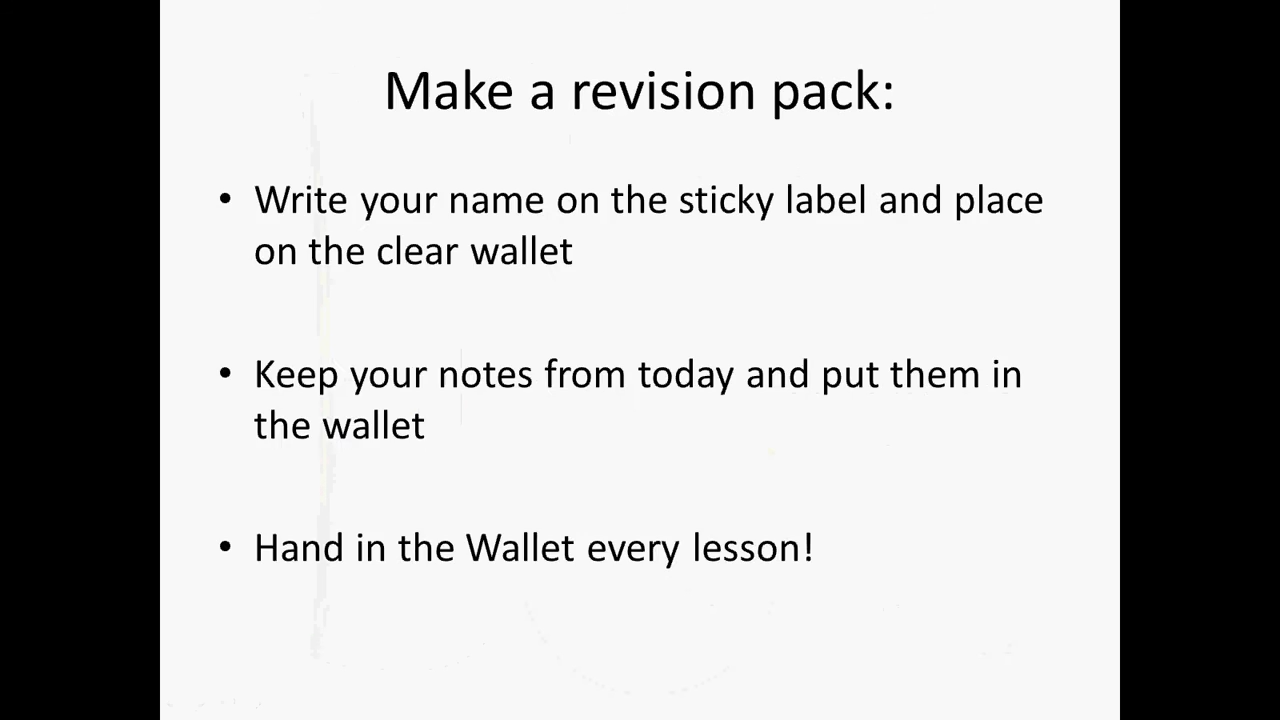 Make a revision pack:
• Write your name on the sticky label and place
on the clear wallet
• Keep your notes from today and put them in
the wallet
• Hand in the Wallet every lesson!